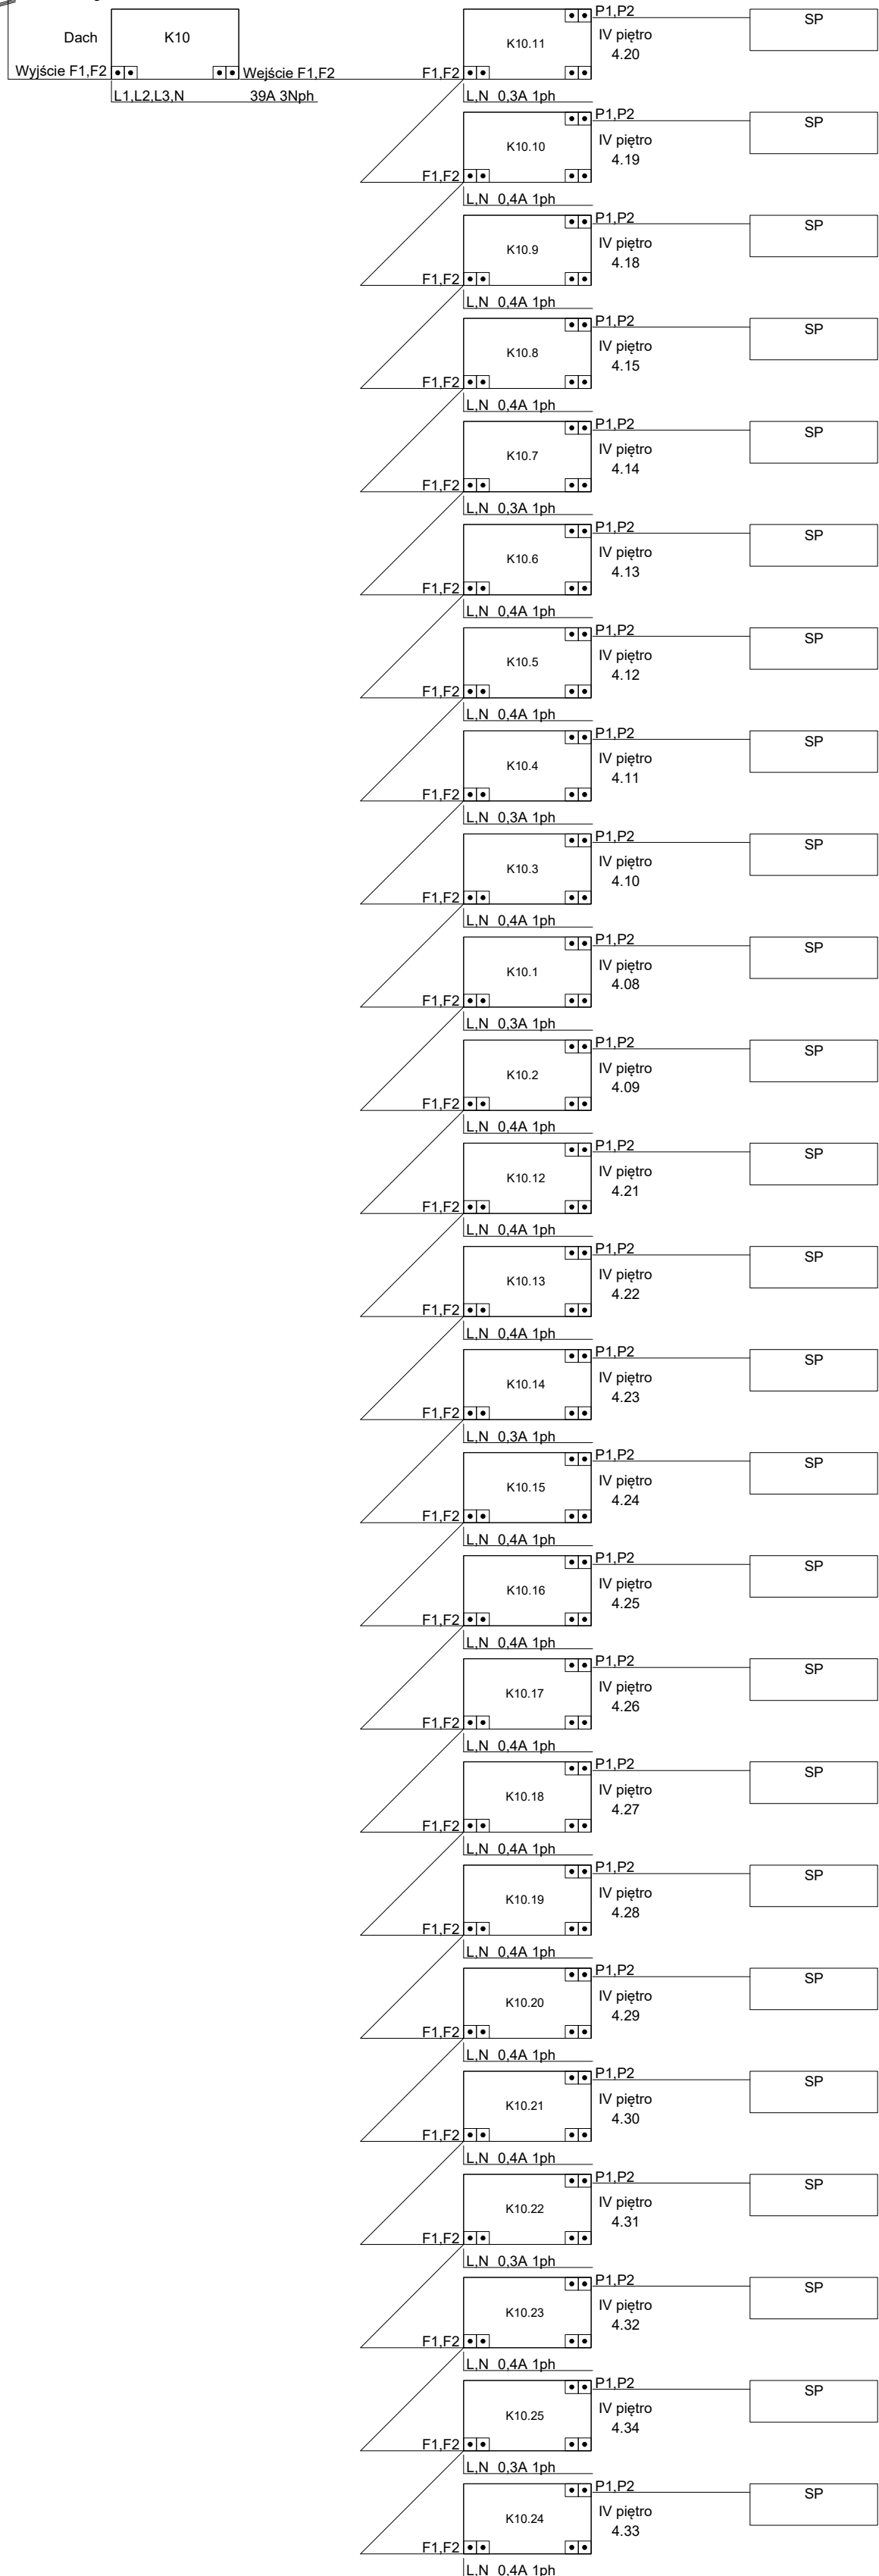 Dach
K10
Wyjście F1,F2
Wejście F1,F2
L1,L2,L3,N 39A 3Nph
K10.11
P1,P2
IV piętro
4.20
SP
F1,F2
L,N 0,3A 1ph
K10.10
P1,P2
IV piętro
4.19
SP
F1,F2
L,N 0,4A 1ph
K10.9
P1,P2
IV piętro
4.18
SP
F1,F2
L,N 0,4A 1ph
K10.8
P1,P2
IV piętro
4.15
SP
F1,F2
L,N 0,4A 1ph
K10.7
P1,P2
IV piętro
4.14
SP
F1,F2
L,N 0,3A 1ph
K10.6
P1,P2
IV piętro
4.13
SP
F1,F2
L,N 0,4A 1ph
K10.5
P1,P2
IV piętro
4.12
SP
F1,F2
L,N 0,4A 1ph
K10.4
P1,P2
IV piętro
4.11
SP
F1,F2
L,N 0,3A 1ph
K10.3
P1,P2
IV piętro
4.10
SP
F1,F2
L,N 0,4A 1ph
K10.1
P1,P2
IV piętro
4.08
SP
F1,F2
L,N 0,3A 1ph
K10.2
P1,P2
IV piętro
4.09
SP
F1,F2
L,N 0,4A 1ph
K10.12
P1,P2
IV piętro
4.21
SP
F1,F2
L,N 0,4A 1ph
K10.13
P1,P2
IV piętro
4.22
SP
F1,F2
L,N 0,4A 1ph
K10.14
P1,P2
IV piętro
4.23
SP
F1,F2
L,N 0,3A 1ph
K10.15
P1,P2
IV piętro
4.24
SP
F1,F2
L,N 0,4A 1ph
K10.16
P1,P2
IV piętro
4.25
SP
F1,F2
L,N 0,4A 1ph
K10.17
P1,P2
IV piętro
4.26
SP
F1,F2
L,N 0,4A 1ph
K10.18
P1,P2
IV piętro
4.27
SP
F1,F2
L,N 0,4A 1ph
K10.19
P1,P2
IV piętro
4.28
SP
F1,F2
L,N 0,4A 1ph
K10.20
P1,P2
IV piętro
4.29
SP
F1,F2
L,N 0,4A 1ph
K10.21
P1,P2
IV piętro
4.30
SP
F1,F2
L,N 0,4A 1ph
K10.22
P1,P2
IV piętro
4.31
SP
F1,F2
L,N 0,3A 1ph
K10.23
P1,P2
IV piętro
4.32
SP
F1,F2
L,N 0,4A 1ph
K10.25
P1,P2
IV piętro
4.34
SP
F1,F2
L,N 0,3A 1ph
K10.24
P1,P2
IV piętro
4.33
SP
F1,F2
L,N 0,4A 1ph